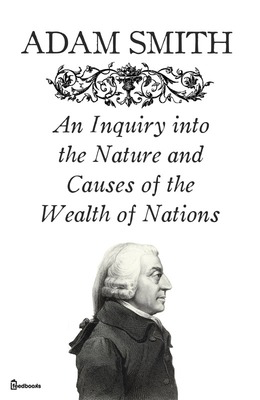 ADAM SMITH
An Inquiry into
the Nature and
Causes of the
Wealth of Nations
feedbooks